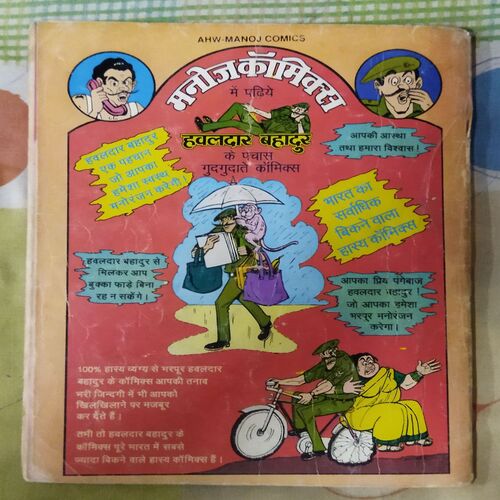 AHW-MANOJ COMICS
मनोज कॉमिक्स
में पढ़िये
हवलदार बहादुर
के पचास
गुदगुदाते कॉमिक्स
हवलदार बहादुर
एक पहचान
जो आपका
हमेशा स्वस्थ
मनोरंजन करेगी!
आपकी आस्था
तथा हमारा विश्वास!
भारत का
सर्वाधिक
बिकने वाला
हास्य कॉमिक्स
हवलदार बहादुर से
मिलकर आप
बुक्का फाड़े बिना
रह न सकेंगे।
आपका प्रिय पंगेबाज
हवलदार बहादुर!
जो आपका हमेशा
भरपूर मनोरंजन
करेगा।
100% हास्य व्यंग्य से भरपूर हवलदार
बहादुर के कॉमिक्स आपकी तनाव
भरी जिन्दगी में भी आपको
खिलखिलाने पर मजबूर
कर देंते हैं।
तभी तो हवलदार बहादुर के
कॉमिक्स पूरे भारत में सबसे
ज्यादा बिकने वाले हास्य कॉमिक्स हैं।